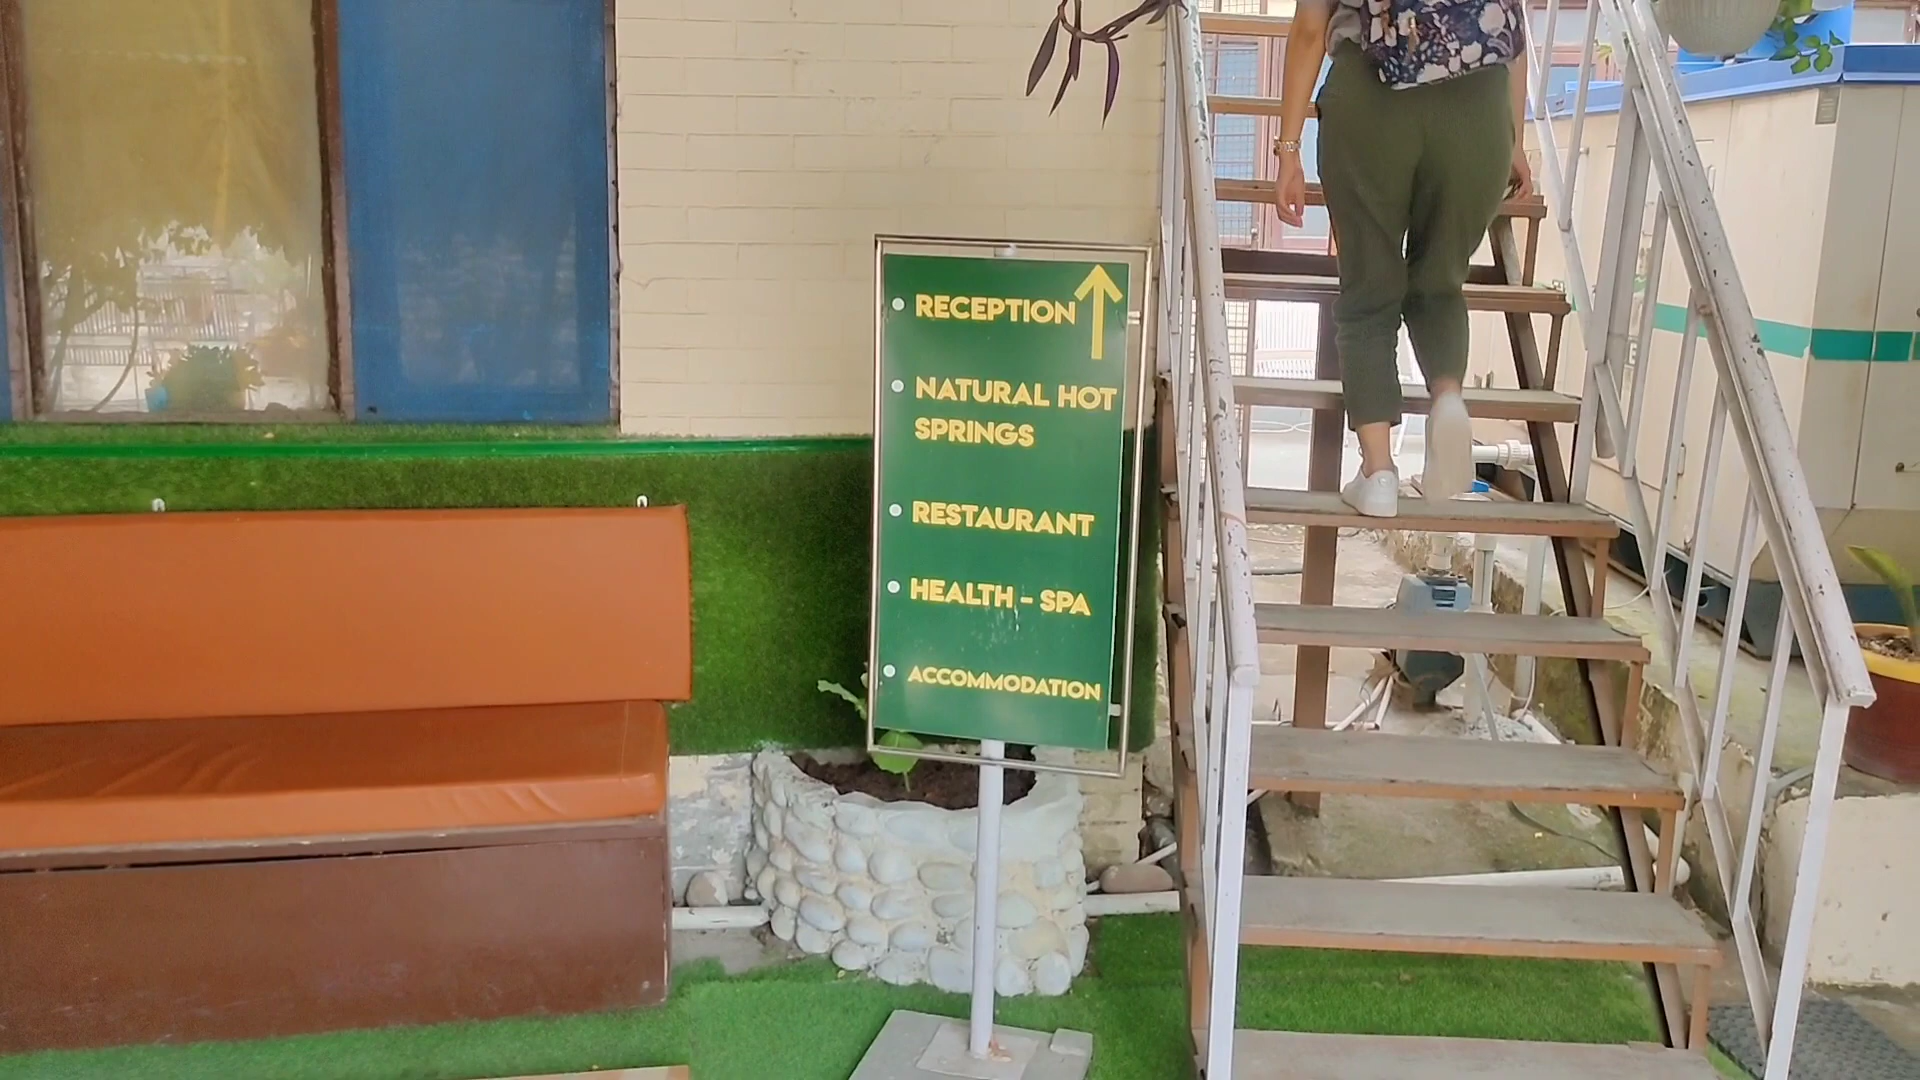 RECEPTION
NATURAL HOT
SPRINGS
RESTAURANT
HEALTH - SPA
ACCOMMODATION